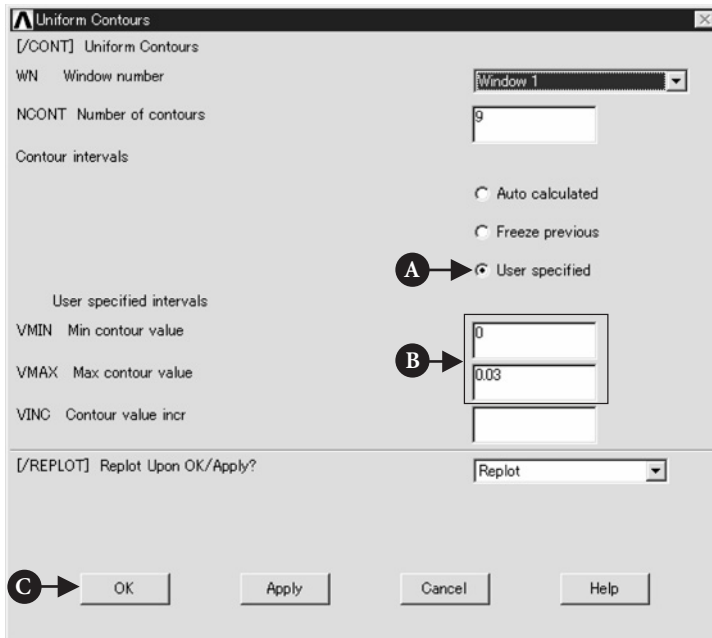 Uniform Contours
[/CONT] Uniform Contours
WN Window number Window 1
NCONT Number of contours 9
Contour intervals
Auto calculated
Freeze previous
A User specified
User specified intervals
VMIN Min contour value 0
B
VMAX Max contour value 0.03
VINC Contour value incr
[/REPLOT] Replot Upon OK/Apply? Replot
C OK Apply Cancel Help